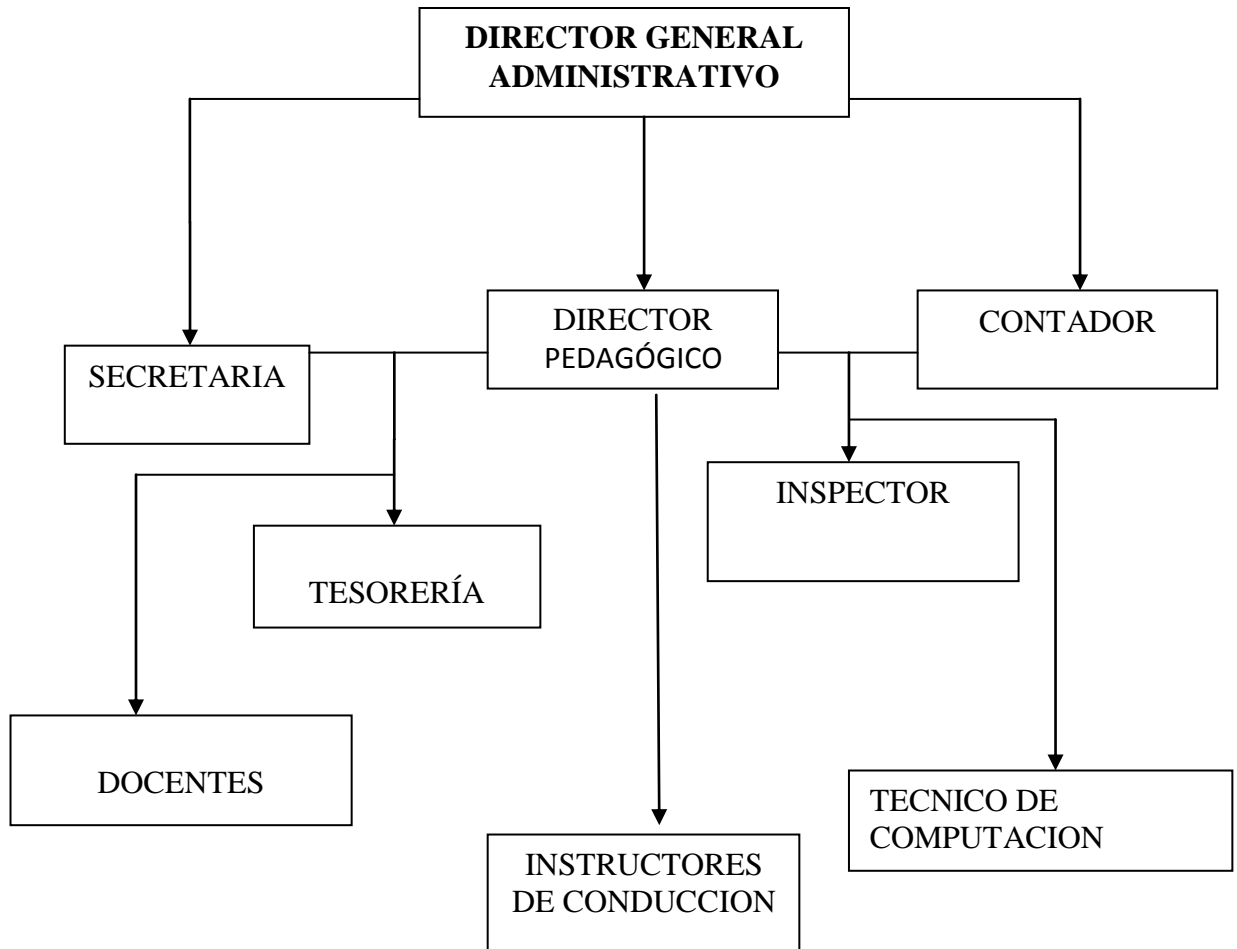 DIRECTOR GENERAL
ADMINISTRATIVO
DIRECTOR
PEDAGÓGICO
CONTADOR
SECRETARIA
INSPECTOR
TESORERÍA
DOCENTES
TECNICO DE
COMPUTACION
INSTRUCTORES
DE CONDUCCION